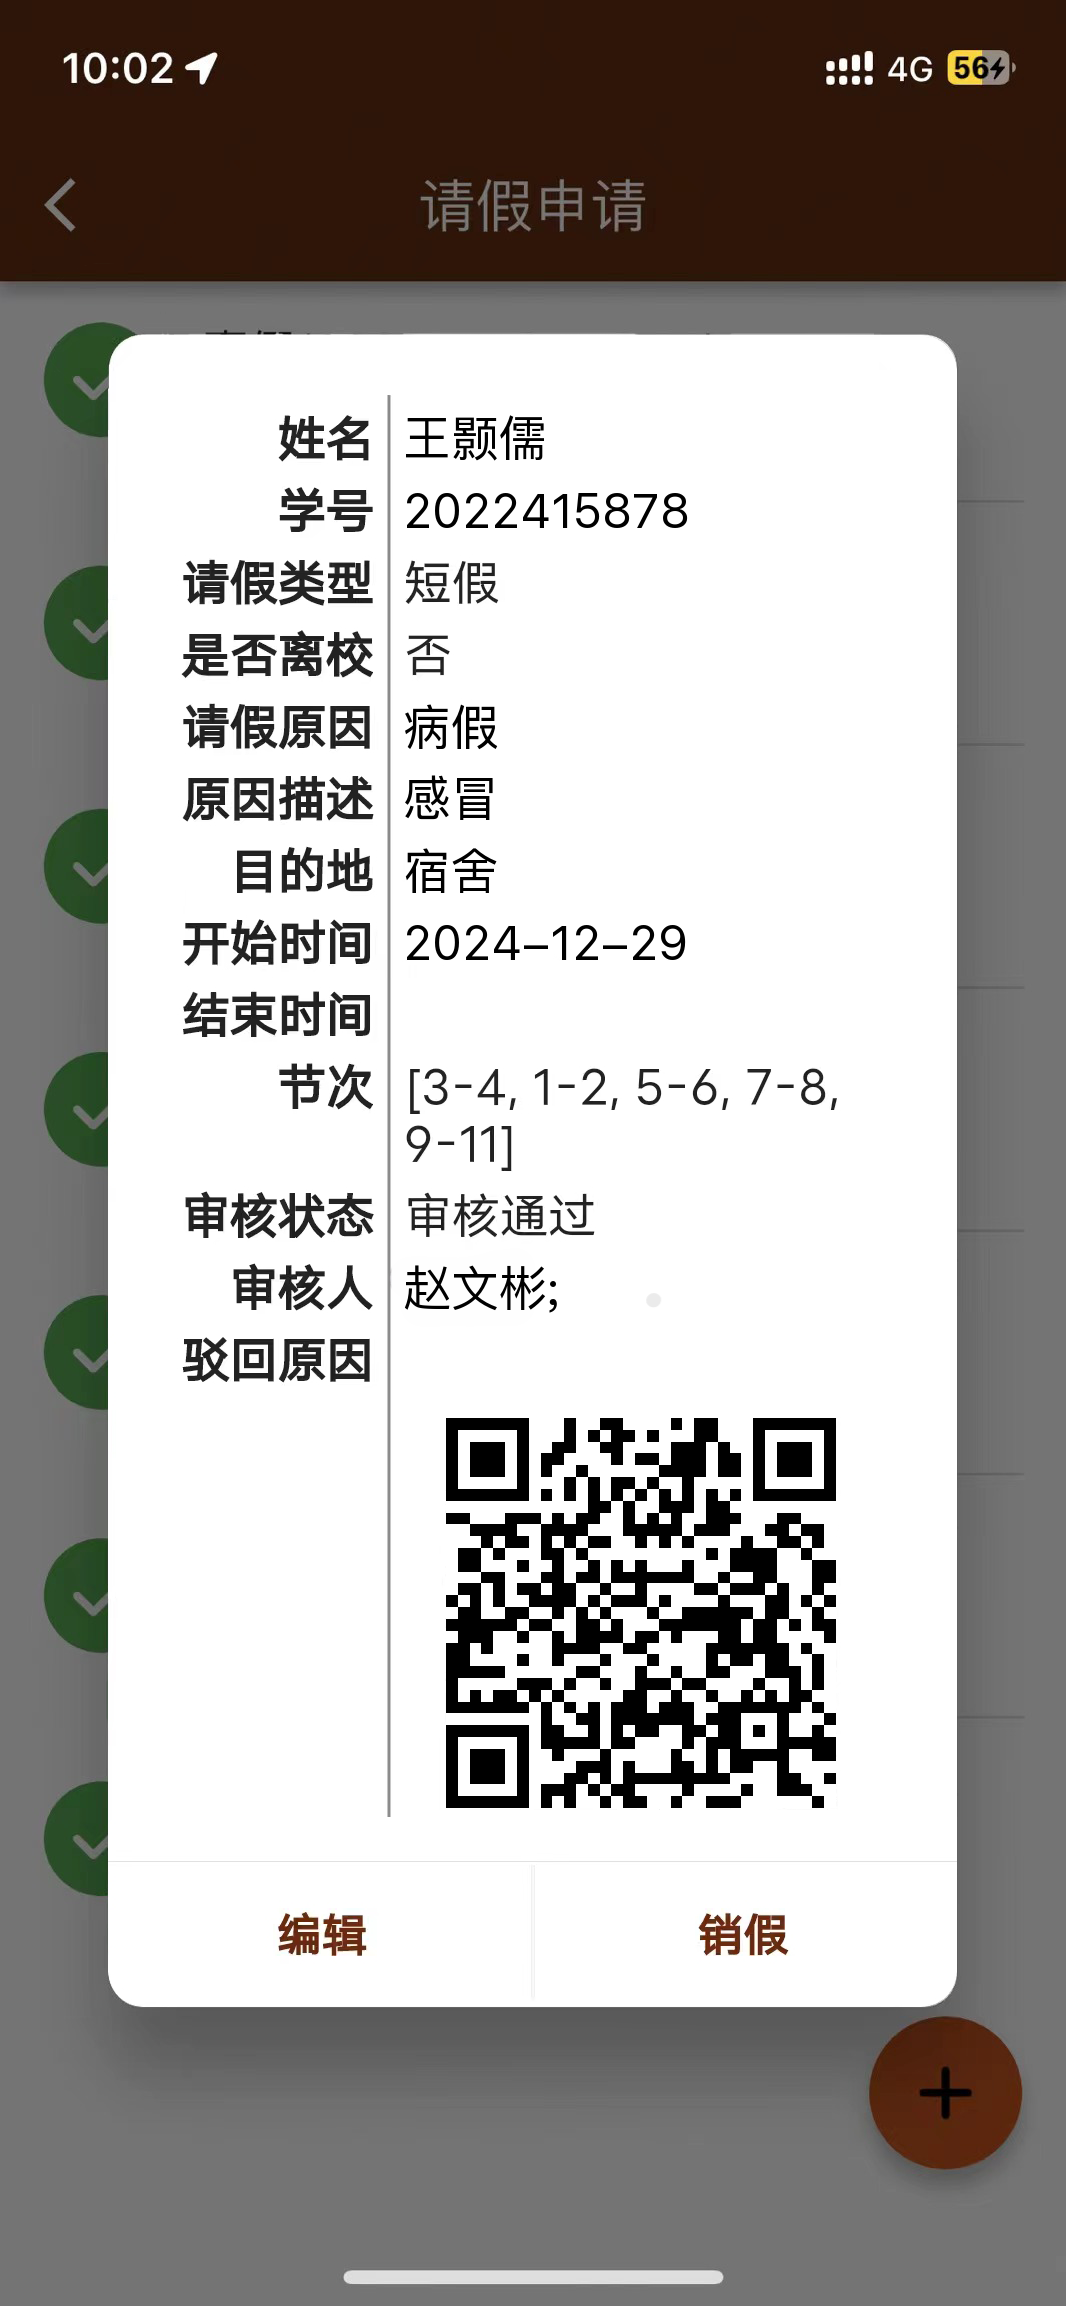 10:02
4G 56
请假申请
姓名 王颢儒
学号 2022415878
请假类型 短假
是否离校 否
请假原因 病假
原因描述 感冒
目的地 宿舍
开始时间 2024-12-29
结束时间
节次 [3-4, 1-2, 5-6, 7-8,
9-11]
审核状态 审核通过
审核人 赵文彬;
驳回原因
编辑
销假